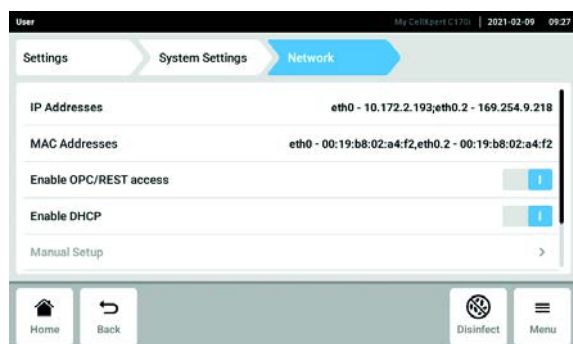 User My CellXpert C170i | 2021-02-09 09:27
Settings System Settings Network
IP Addresses eth0 - 10.172.2.193;eth0.2 - 169.254.9.218
MAC Addresses eth0 - 00:19:b8:02:a4:f2,eth0.2 - 00:19:b8:02:a4:f2
Enable OPC/REST access
Enable DHCP
Manual Setup >
Home Back Disinfect Menu